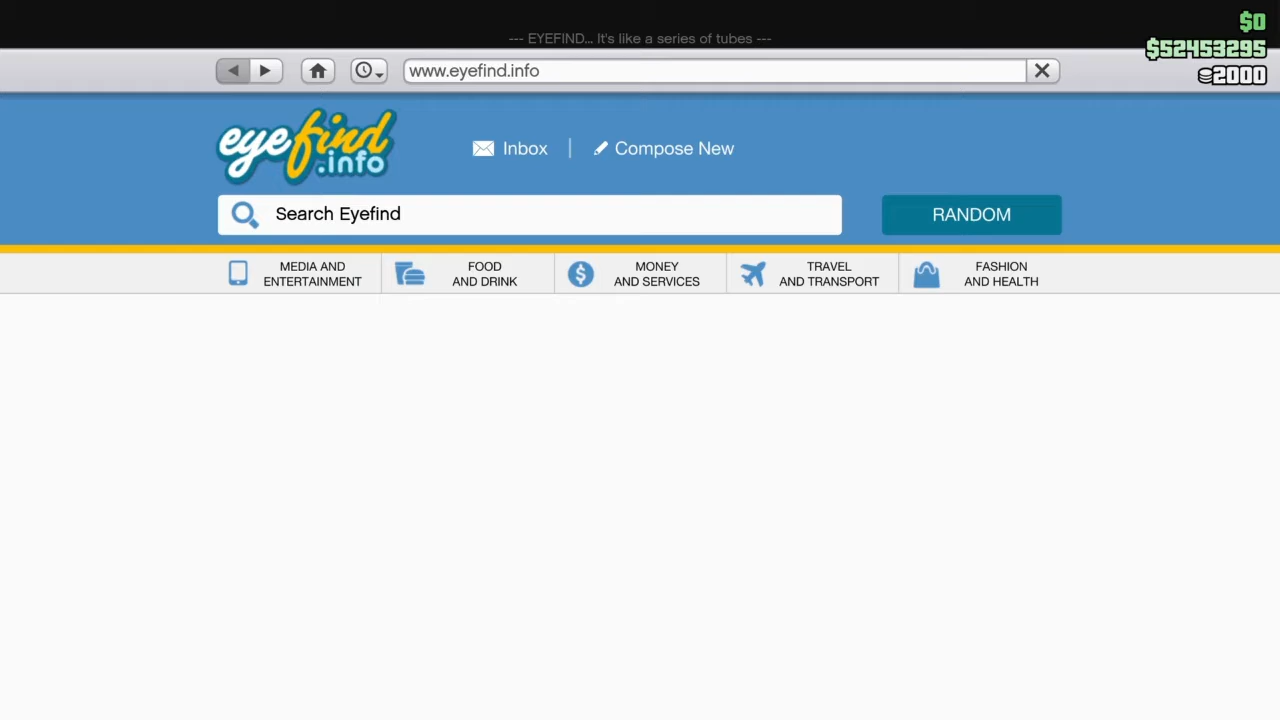 $0
--- EYEFIND... It's like a series of tubes ---
$52453295
www.eyefind.info
2000
eyefind
.info
Inbox
Compose New
Search Eyefind
RANDOM
MEDIA AND
ENTERTAINMENT
FOOD
AND DRINK
MONEY
AND SERVICES
TRAVEL
AND TRANSPORT
FASHION
AND HEALTH